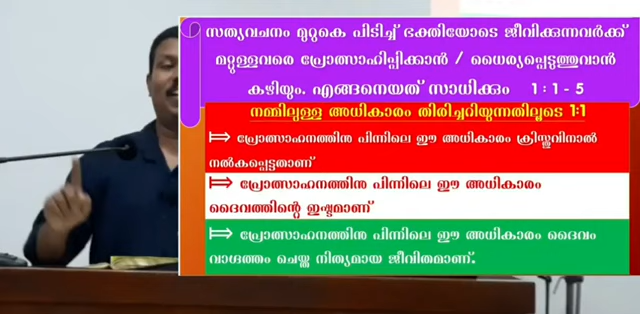 സത്യവചനം മുറുകെ പിടിച്ച് ഭക്തിയോടെ ജീവിക്കുന്നവർക്ക്
മറ്റുള്ളവരെ പ്രോത്സാഹിപ്പിക്കാൻ / ധൈര്യപ്പെടുത്തുവാൻ
കഴിയും. എങ്ങനെയത് സാധിക്കും 1:1-5
നമ്മിലുള്ള അധികാരം തിരിച്ചറിയുന്നതിലൂടെ 1:1
⤇ പ്രോത്സാഹനത്തിനു പിന്നിലെ ഈ അധികാരം ക്രിസ്തുവിനാൽ
നൽകപ്പെട്ടതാണ്
⤇ പ്രോത്സാഹനത്തിനു പിന്നിലെ ഈ അധികാരം
ദൈവത്തിന്റെ ഇഷ്ടമാണ്
⤇ പ്രോത്സാഹനത്തിനു പിന്നിലെ ഈ അധികാരം ദൈവം
വാഗ്ദത്തം ചെയ്ത നിത്യമായ ജീവിതമാണ്.